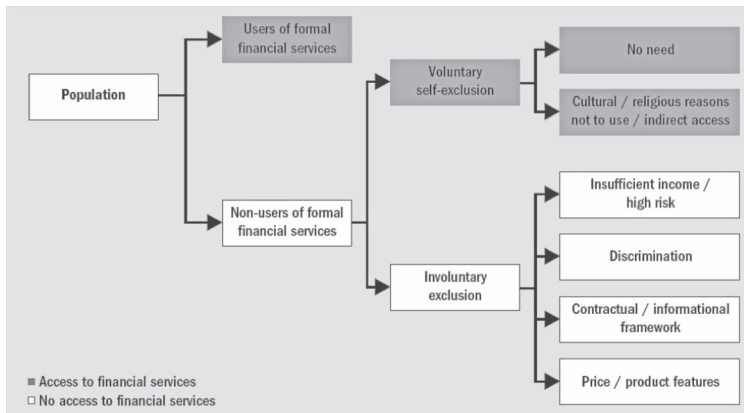 Users of formal
financial services
Population
Non-users of formal
financial services
Voluntary
self-exclusion
Involuntary
exclusion
No need
Cultural / religious reasons
not to use / indirect access
Insufficient income /
high risk
Discrimination
Contractual / informational
framework
Price / product features
Access to financial services
No access to financial services